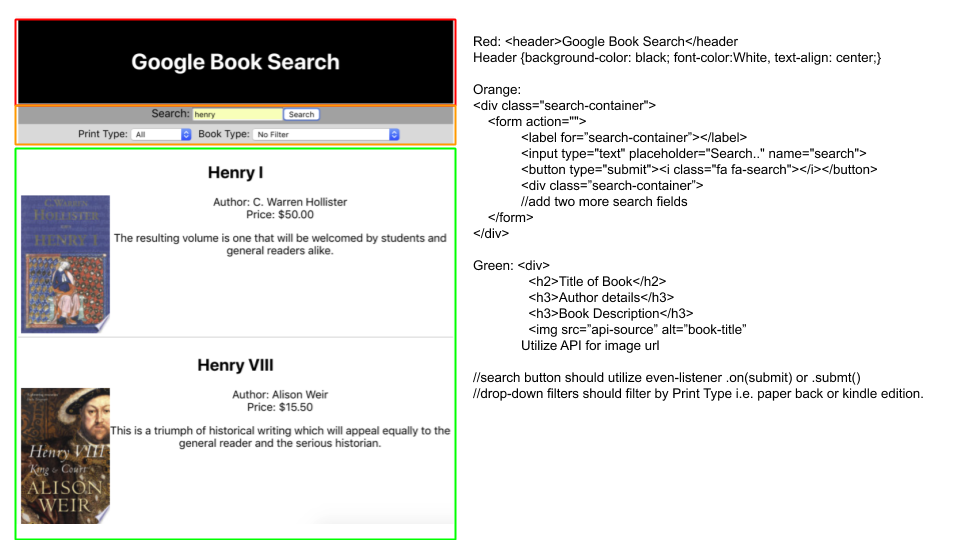 Google Book Search
Search: henry Search
Print Type: All Book Type: No Filter
Henry I
C. Warren
HOLLISTER
HENRY I
Author: C. Warren Hollister
Price: $50.00
The resulting volume is one that will be welcomed by students and
general readers alike.
Henry VIII
Henry VIII
King & Court
ALISON
WEIR
Author: Alison Weir
Price: $15.50
This is a triumph of historical writing which will appeal equally to the
general reader and the serious historian.
Red: <header>Google Book Search</header
Header {background-color: black; font-color:White, text-align: center;}
Orange:
<div class="search-container">
<form action="">
<label for=”search-container”></label>
<input type="text" placeholder="Search.." name="search">
<button type="submit"><i class="fa fa-search"></i></button>
<div class=”search-container”>
//add two more search fields
</form>
</div>
Green: <div>
<h2>Title of Book</h2>
<h3>Author details</h3>
<h3>Book Description</h3>
<img src=”api-source” alt=”book-title”
Utilize API for image url
//search button should utilize even-listener .on(submit) or .submt()
//drop-down filters should filter by Print Type i.e. paper back or kindle edition.